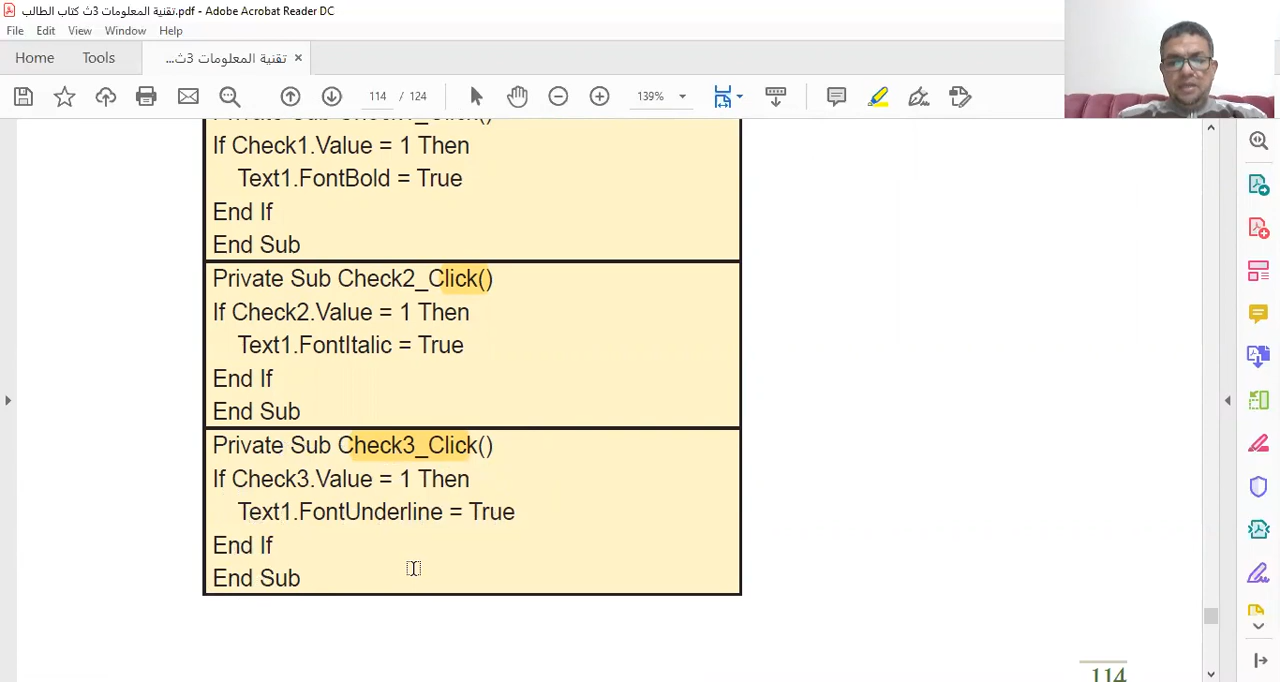 تقنية المعلومات 3ث كتاب الطالب.pdf - Adobe Acrobat Reader DC
File Edit View Window Help
Home Tools تقنية المعلومات 3ث... ×
114 / 124 139%
If Check1.Value = 1 Then
Text1.FontBold = True
End If
End Sub
Private Sub Check2_Click()
If Check2.Value = 1 Then
Text1.FontItalic = True
End If
End Sub
Private Sub Check3_Click()
If Check3.Value = 1 Then
Text1.FontUnderline = True
End If
End Sub
114